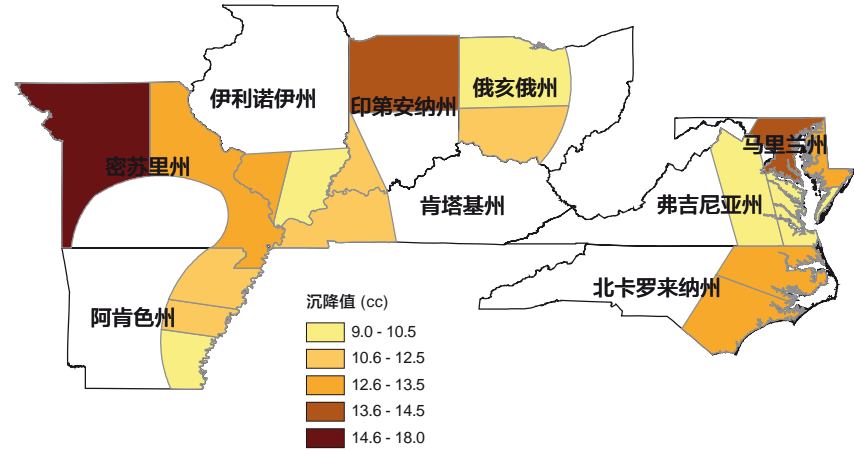 伊利诺伊州
印第安纳州
俄亥俄州
密苏里州
马里兰州
肯塔基州
弗吉尼亚州
阿肯色州
北卡罗来纳州
沉降值 (cc)
9.0 - 10.5
10.6 - 12.5
12.6 - 13.5
13.6 - 14.5
14.6 - 18.0